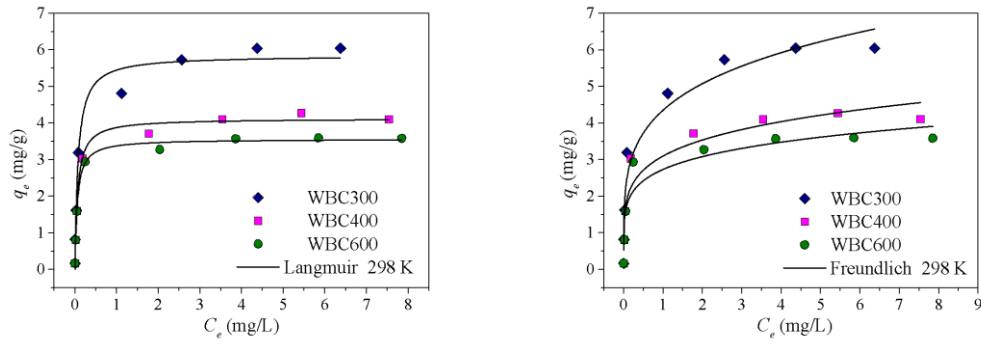 7
6
5
4
3
2
1
0
q_e (mg/g)
WBC300
WBC400
WBC600
Langmuir 298 K
0 1 2 3 4 5 6 7 8
C_e (mg/L)
7
6
5
4
3
2
1
0
q_e (mg/g)
WBC300
WBC400
WBC600
Freundlich 298 K
0 1 2 3 4 5 6 7 8 9
C_e (mg/L)